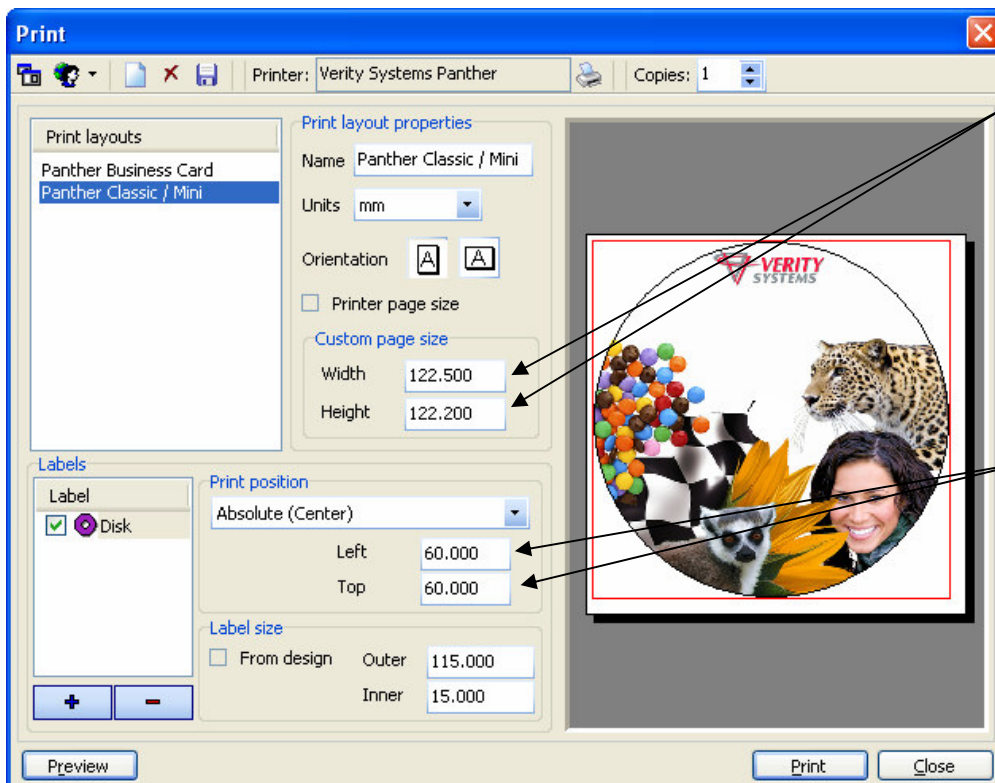 Print
Printer: Verity Systems Panther Copies: 1
Print layouts
Panther Business Card
Panther Classic / Mini
Print layout properties
Name Panther Classic / Mini
Units mm
Orientation A A
Printer page size
Custom page size
Width 122.500
Height 122.200
VERITY
SYSTEMS
Labels
Label
Disk
Print position
Absolute (Center)
Left 60.000
Top 60.000
Label size
From design Outer 115.000
Inner 15.000
+ -
Preview Print Close